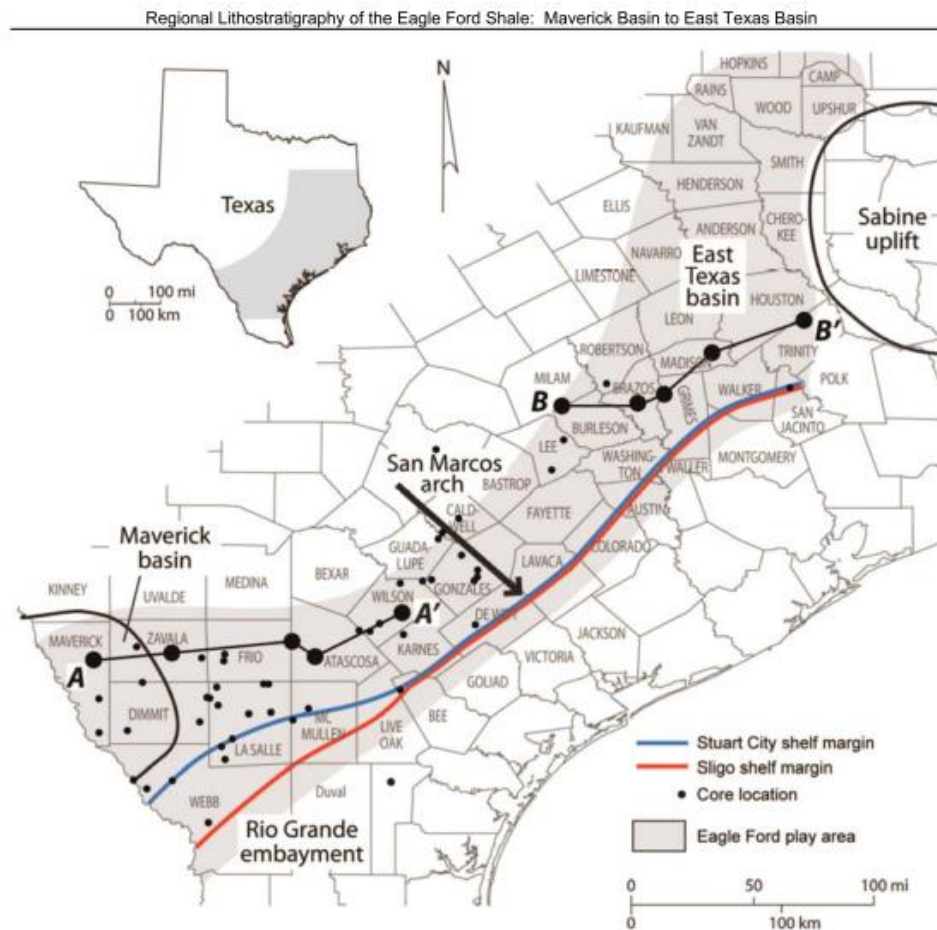 Regional Lithostratigraphy of the Eagle Ford Shale: Maverick Basin to East Texas Basin
N
Texas
0 100 mi
0 100 km
HOPKINS
CAMP
RAINS
WOOD
UPSHUR
KAUFMAN
VAN
ZANDT
SMITH
ELLIS
HENDERSON
CHERO-
KEE
Sabine
uplift
ANDERSON
NAVARRO
East
Texas
basin
LIMESTONE
HOUSTON
LEON
B'
ROBERTSON
MADISON
TRINITY
MILAM
BRAZOS
GRIMES
WALKER
POLK
B
BURLESON
SAN
JACINTO
LEE
WASHING-
TON
WALLER
MONTGOMERY
San Marcos
arch
BASTROP
CALD-
WELL
FAYETTE
AUSTIN
Maverick
basin
GUADA-
LUPE
LAVACA
COLORADO
KINNEY
UVALDE
MEDINA
BEXAR
WILSON
GONZALES
A'
DE WITT
MAVERICK
ZAVALA
FRIO
ATASCOSA
KARNES
JACKSON
A
VICTORIA
GOLIAD
DIMMIT
LA SALLE
MC
MULLEN
LIVE
OAK
BEE
WEBB
Duval
Rio Grande
embayment
Stuart City shelf margin
Sligo shelf margin
Core location
Eagle Ford play area
0 50 100 mi
0 100 km